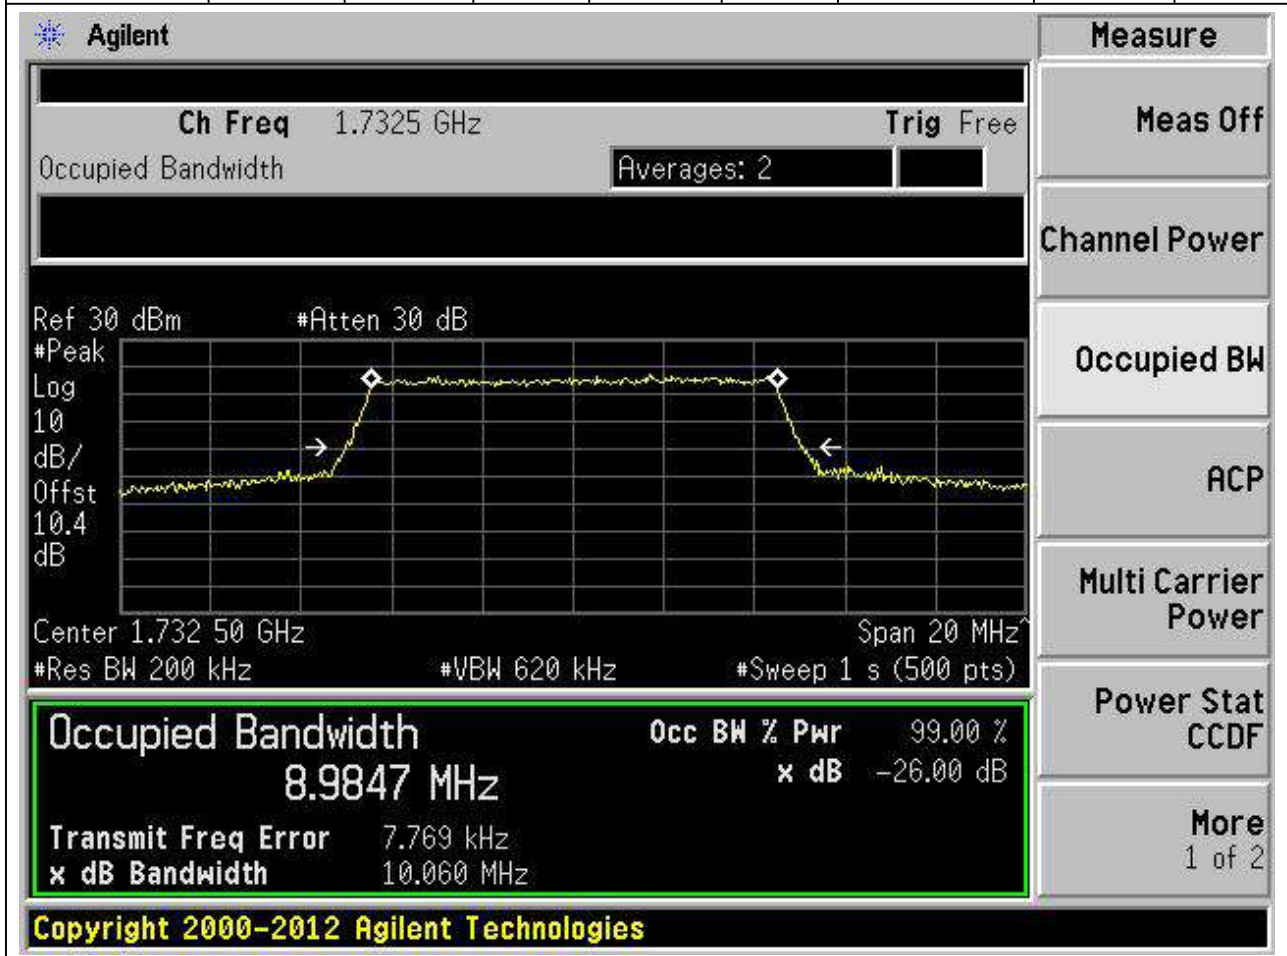 Agilent
Measure
Ch Freq 1.7325 GHz Trig Free
Occupied Bandwidth Averages: 2
Meas Off
Channel Power
Occupied BW
ACP
Multi Carrier
Power
Power Stat
CCDF
More
1 of 2
Ref 30 dBm #Atten 30 dB
#Peak
Log
10
dB/
Offst
10.4
dB
Center 1.732 50 GHz Span 20 MHz^
#Res BW 200 kHz #VBW 620 kHz #Sweep 1 s (500 pts)
Occupied Bandwidth Occ BW % Pwr 99.00 %
8.9847 MHz x dB -26.00 dB
Transmit Freq Error 7.769 kHz
x dB Bandwidth 10.060 MHz
Copyright 2000-2012 Agilent Technologies